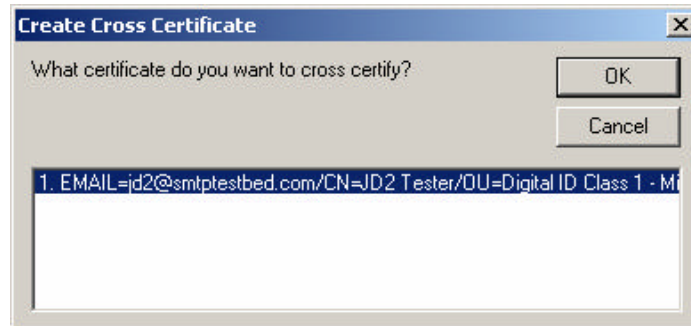 Create Cross Certificate
What certificate do you want to cross certify?
OK
Cancel
1. EMAIL=jd2@smtptestbed.com/CN=JD2 Tester/OU=Digital ID Class 1 - Mi